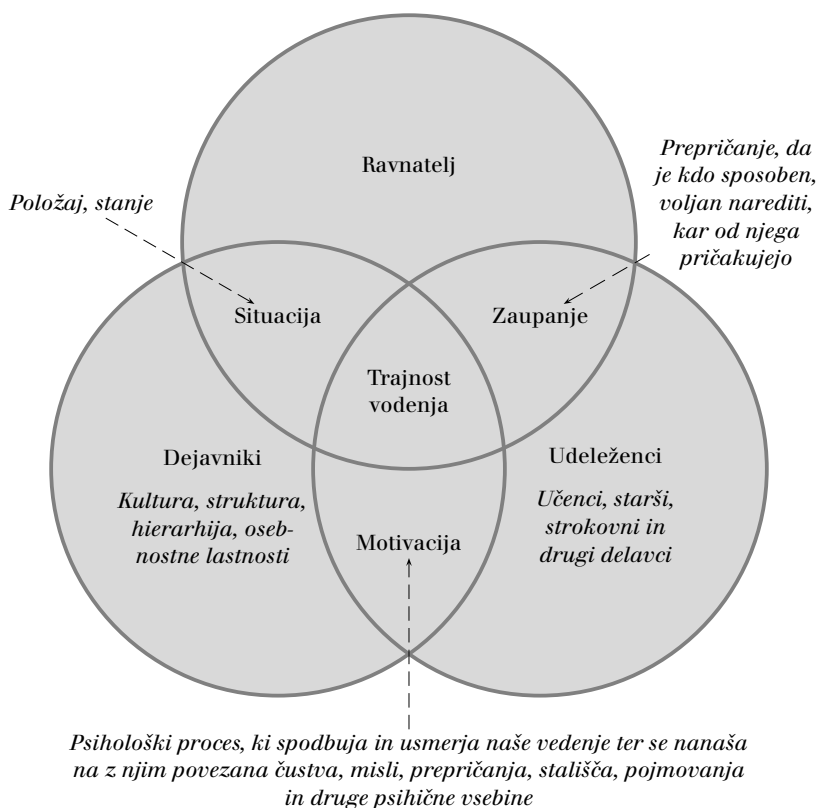 Ravnatelj
Položaj, stanje
Prepričanje, da
je kdo sposoben,
voljan narediti,
kar od njega
pričakujejo
Situacija
Zaupanje
Trajnost
vodenja
Dejavniki
Kultura, struktura,
hierarhija, oseb-
nostne lastnosti
Udeleženci
Učenci, starši,
strokovni in
drugi delavci
Motivacija
Psihološki proces, ki spodbuja in usmerja naše vedenje ter se nanaša
na z njim povezana čustva, misli, prepričanja, stališča, pojmovanja
in druge psihične vsebine